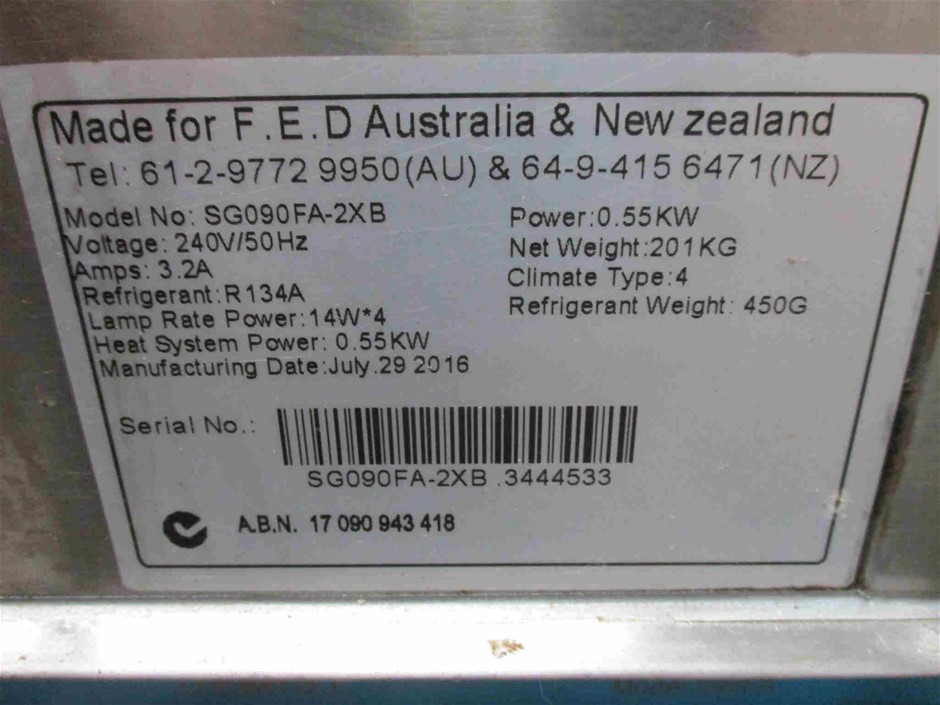 Made for F.E.D Australia & New zealand
Tel: 61-2-9772 9950(AU) & 64-9-415 6471(NZ)
Model No: SG090FA-2XB
Power:0.55KW
Voltage: 240V/50Hz
Net Weight:201KG
Amps: 3.2A
Climate Type:4
Refrigerant:R134A
Refrigerant Weight: 450G
Lamp Rate Power:14W*4
Heat System Power: 0.55KW
Manufacturing Date:July.29 2016
Serial No.:
SG090FA-2XB .3444533
A.B.N. 17 090 943 418